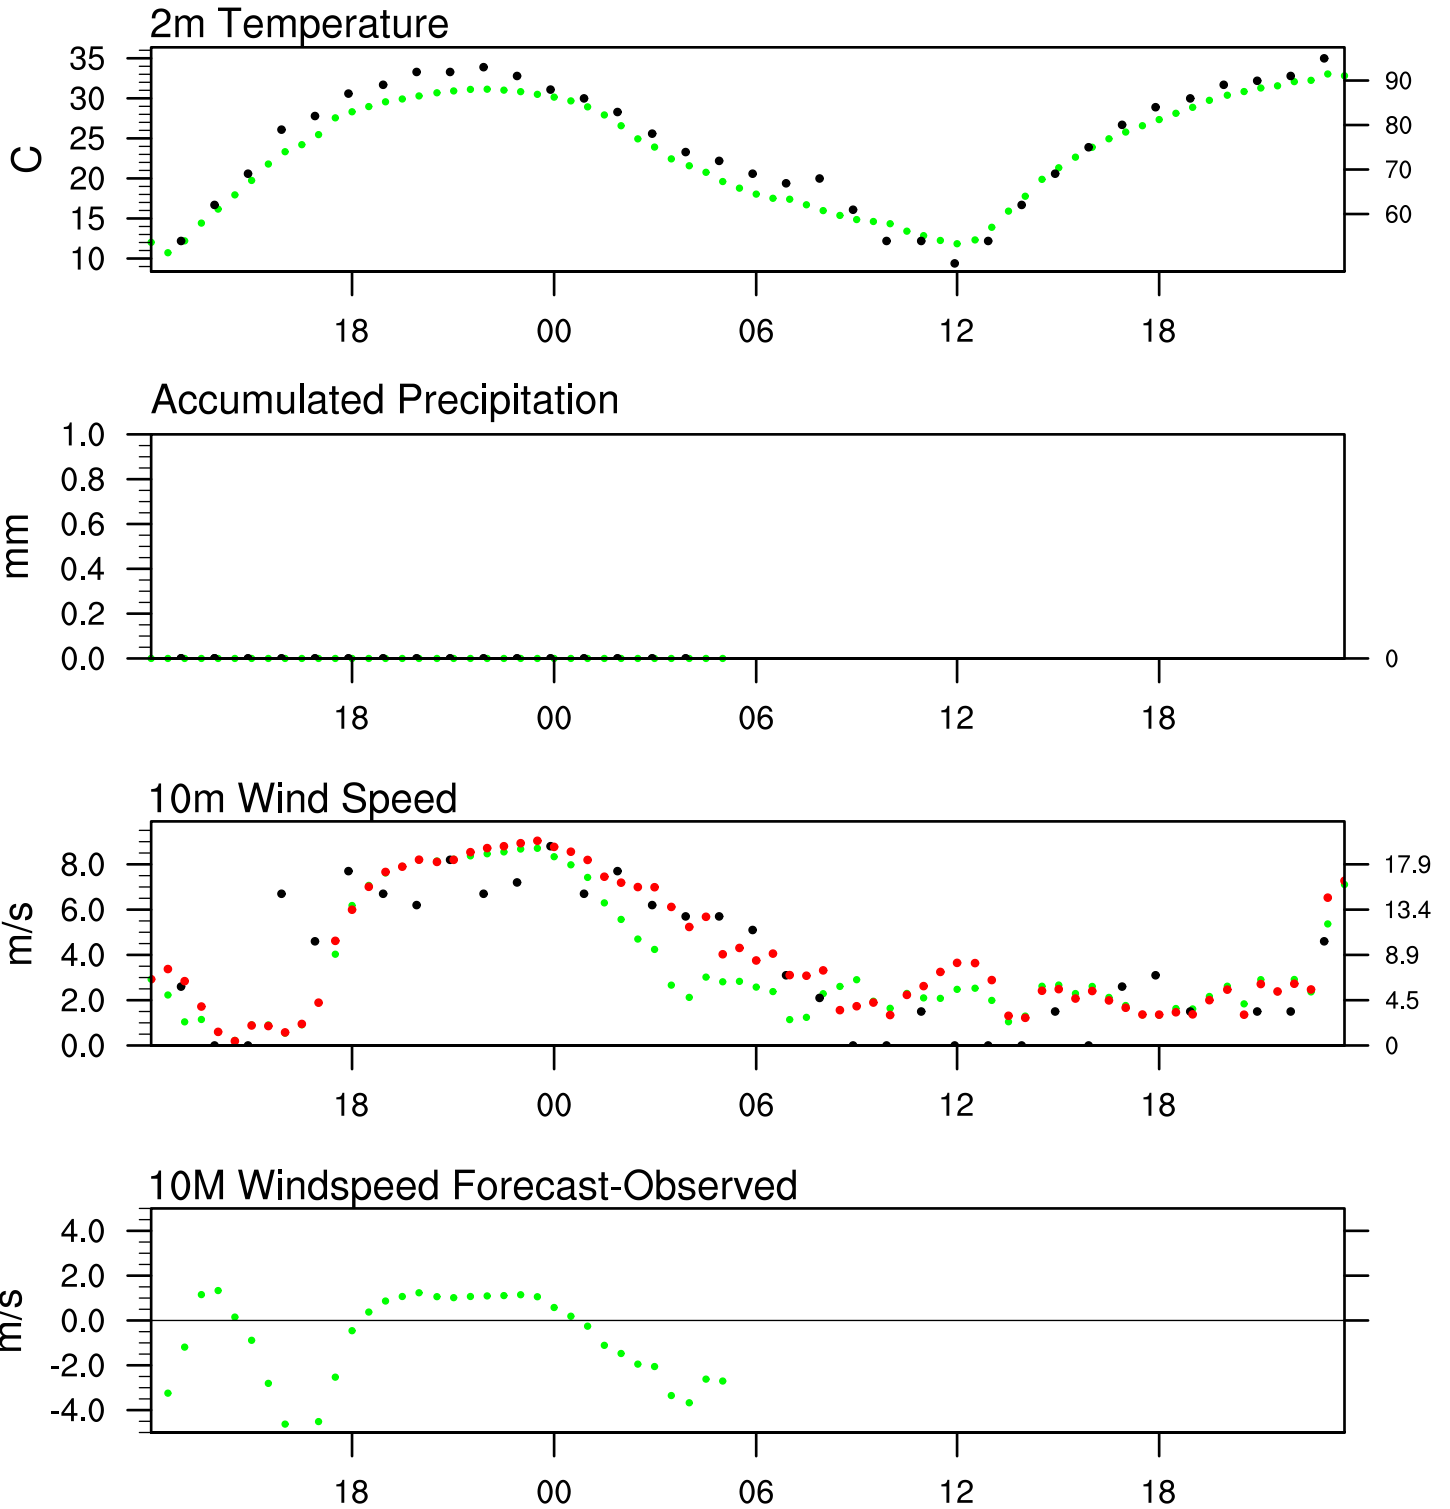 2m Temperature
35
30
25
20
15
10
C
90
80
70
60
18 00 06 12 18
Accumulated Precipitation
1.0
0.8
0.6
0.4
0.2
0.0
mm
0
18 00 06 12 18
10m Wind Speed
8.0
6.0
4.0
2.0
0.0
m/s
17.9
13.4
8.9
4.5
0
18 00 06 12 18
10M Windspeed Forecast-Observed
4.0
2.0
0.0
-2.0
-4.0
m/s
18 00 06 12 18